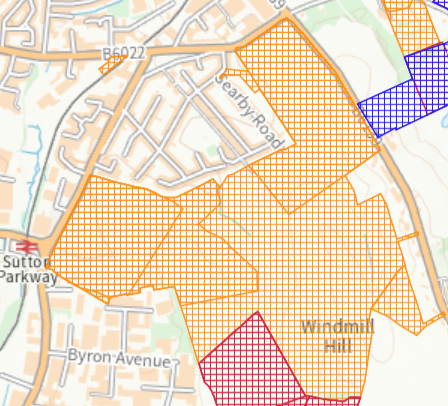 B6022
Searby Road
Sutton
Parkway
Windmill
Hill
Byron Avenue